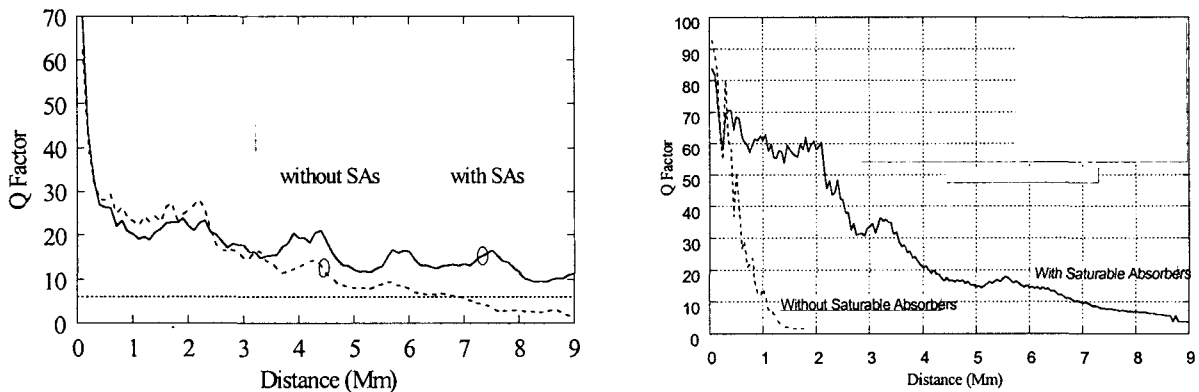 70
60
50
40
30
20
10
0
Q Factor
without SAs
with SAs
0 1 2 3 4 5 6 7 8 9
Distance (Mm)
100
90
80
70
60
50
40
30
20
10
0
Q Factor
With Saturable Absorbers
Without Saturable Absorbers
0 1 2 3 4 5 6 7 8 9
Distance (Mm)